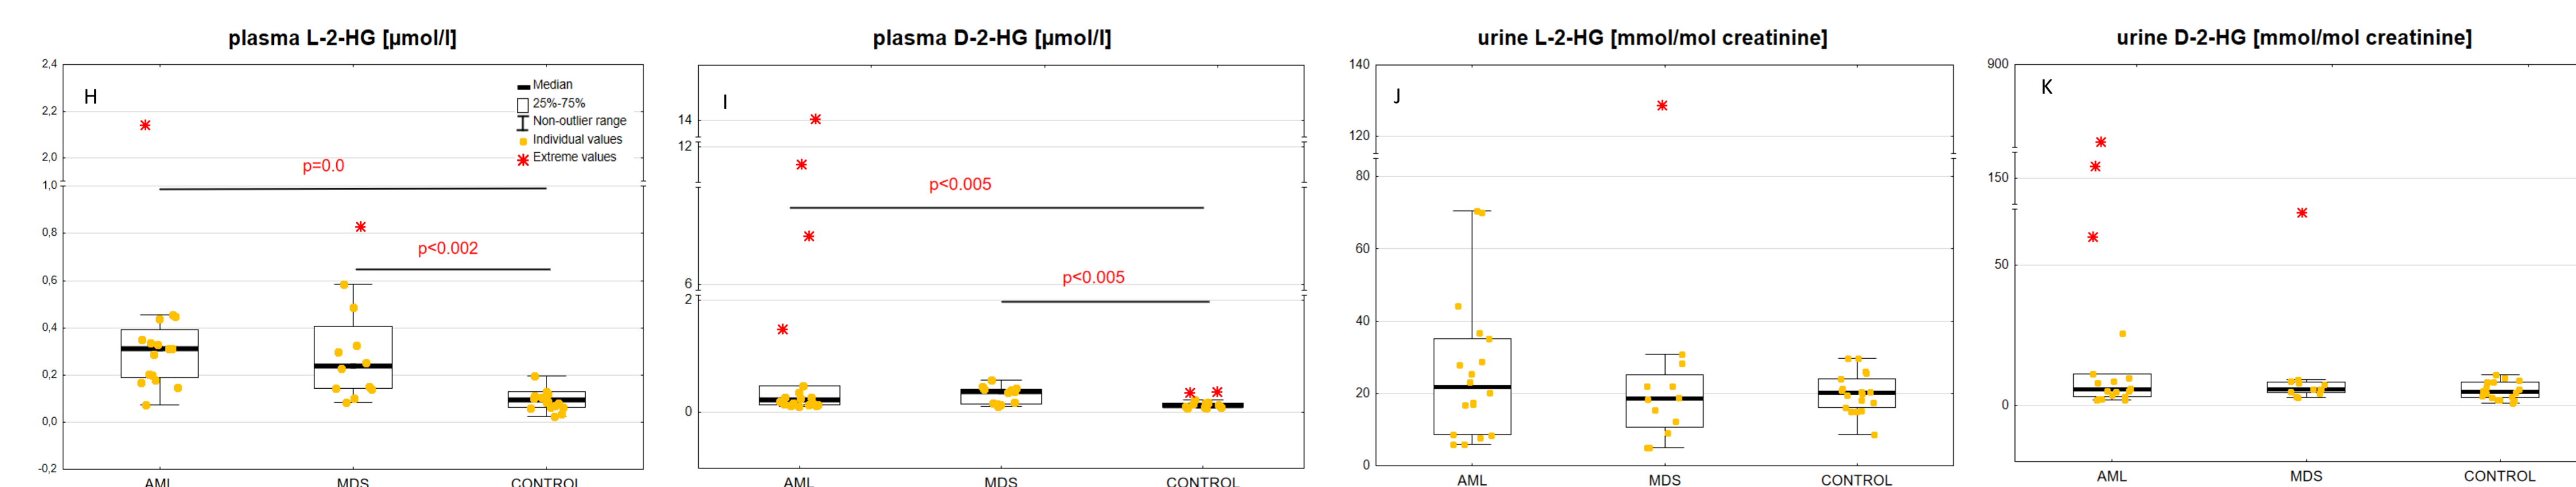 plasma L-2-HG [µmol/l]
H
2,4
2,2
2,0
1,0
0,8
0,6
0,4
0,2
0,0
-0,2
Median
25%-75%
Non-outlier range
Individual values
Extreme values
p=0.0
p<0.002
AML
MDS
CONTROL
plasma D-2-HG [µmol/l]
I
14
12
6
2
0
p<0.005
p<0.005
AML
MDS
CONTROL
urine L-2-HG [mmol/mol creatinine]
J
140
120
80
60
40
20
0
AML
MDS
CONTROL
urine D-2-HG [mmol/mol creatinine]
K
900
150
50
0
AML
MDS
CONTROL